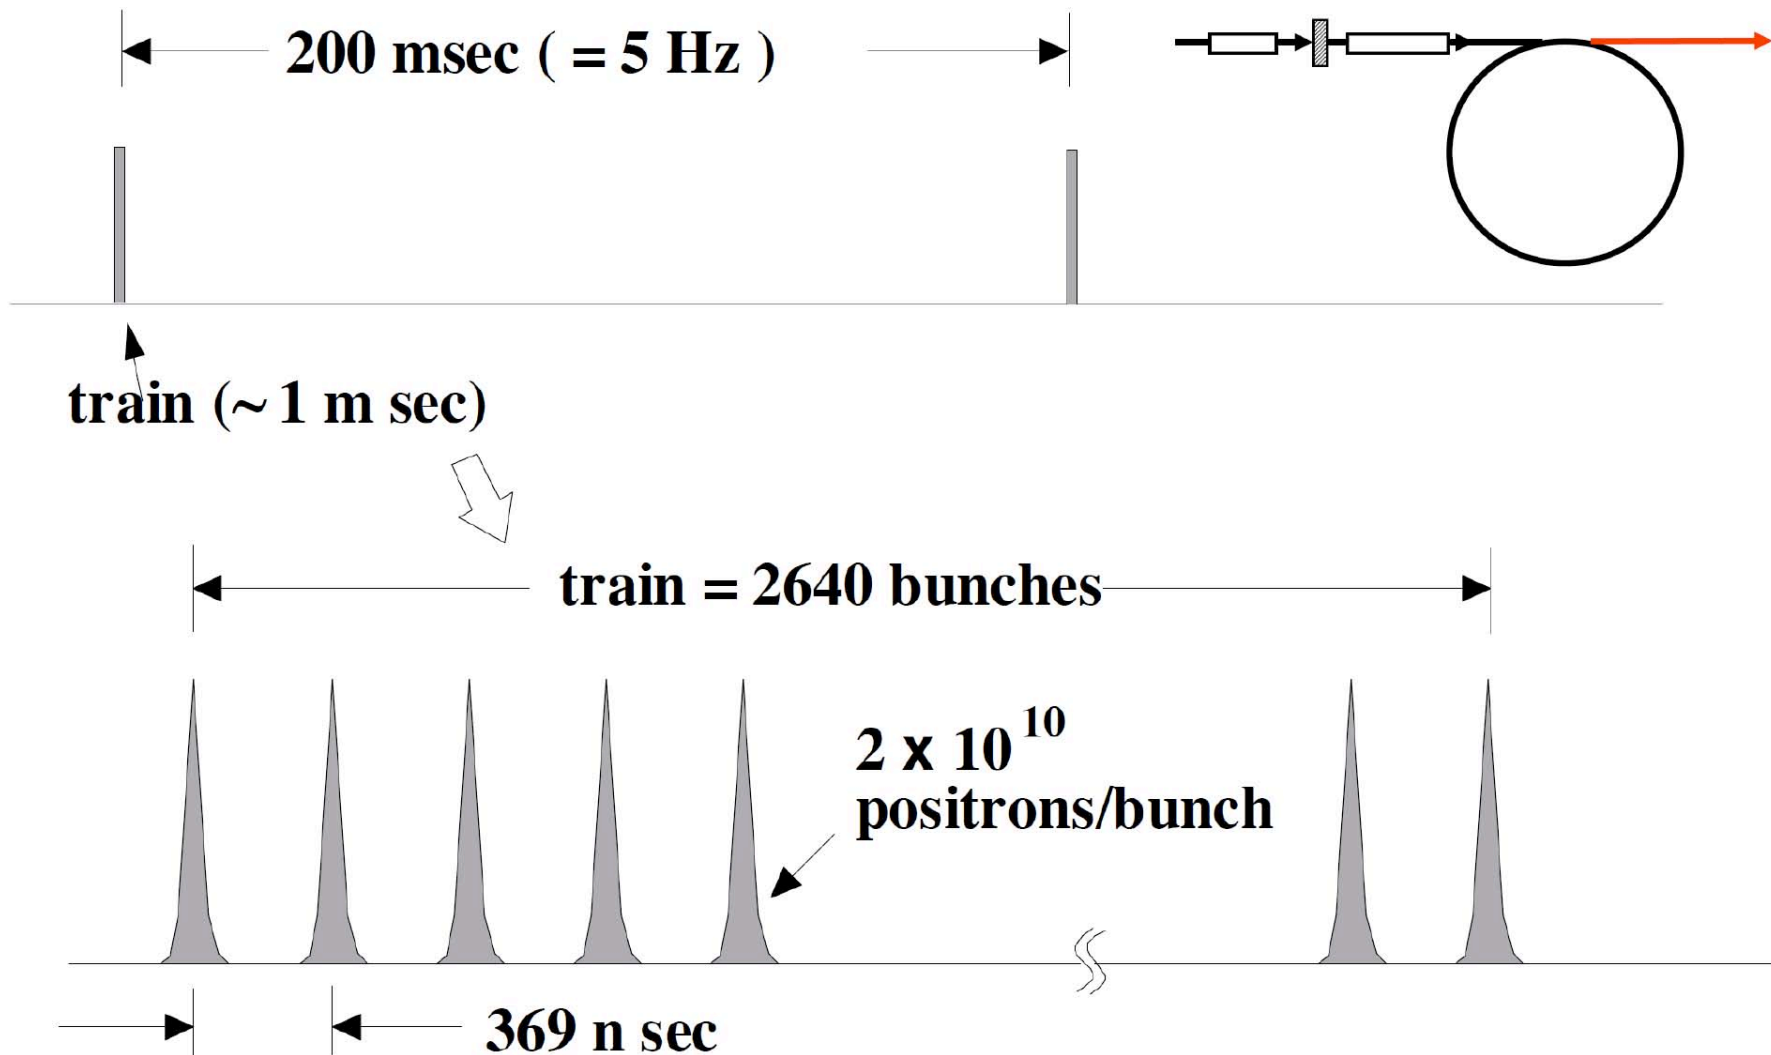 200 msec ( = 5 Hz )
train (~ 1 m sec)
train = 2640 bunches
2 x 10^10
positrons/bunch
369 n sec